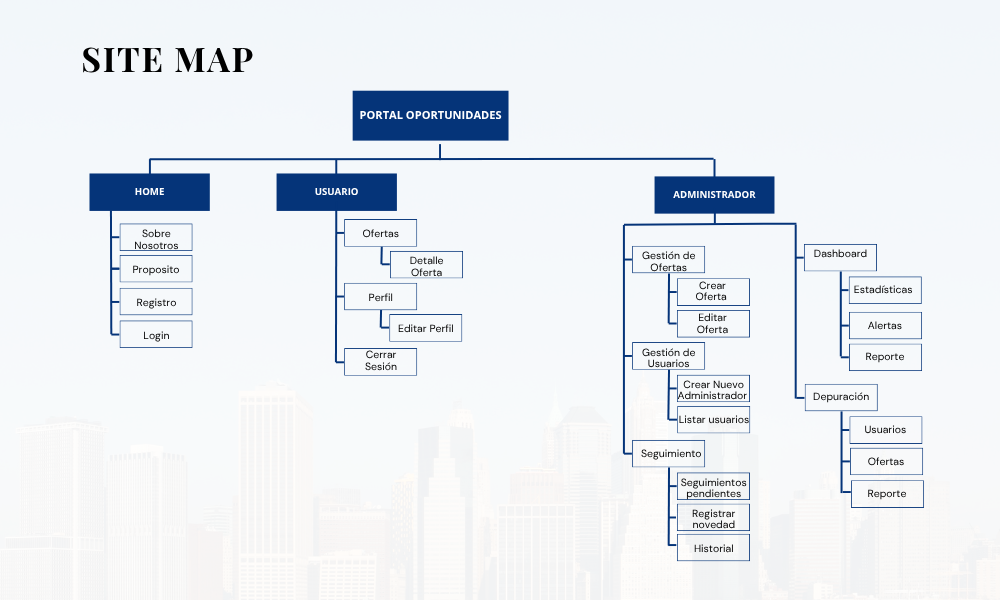 SITE MAP
PORTAL OPORTUNIDADES
HOME
Sobre
Nosotros
Proposito
Registro
Login
USUARIO
Ofertas
Detalle
Oferta
Perfil
Editar Perfil
Cerrar
Sesión
ADMINISTRADOR
Gestión de
Ofertas
Crear
Oferta
Editar
Oferta
Gestión de
Usuarios
Crear Nuevo
Administrador
Listar usuarios
Seguimiento
Seguimientos
pendientes
Registrar
novedad
Historial
Dashboard
Estadísticas
Alertas
Reporte
Depuración
Usuarios
Ofertas
Reporte